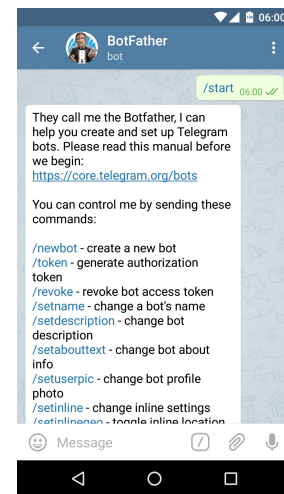 06:00
BotFather
bot
/start 06:00
They call me the Botfather, I can
help you create and set up Telegram
bots. Please read this manual before
we begin:
https://core.telegram.org/bots
You can control me by sending these
commands:
/newbot - create a new bot
/token - generate authorization
token
/revoke - revoke bot access token
/setname - change a bot's name
/setdescription - change bot
description
/setabouttext - change bot about
info
/setuserpic - change bot profile
photo
/setinline - change inline settings
/setinlinegeo - toggle inline location
Message